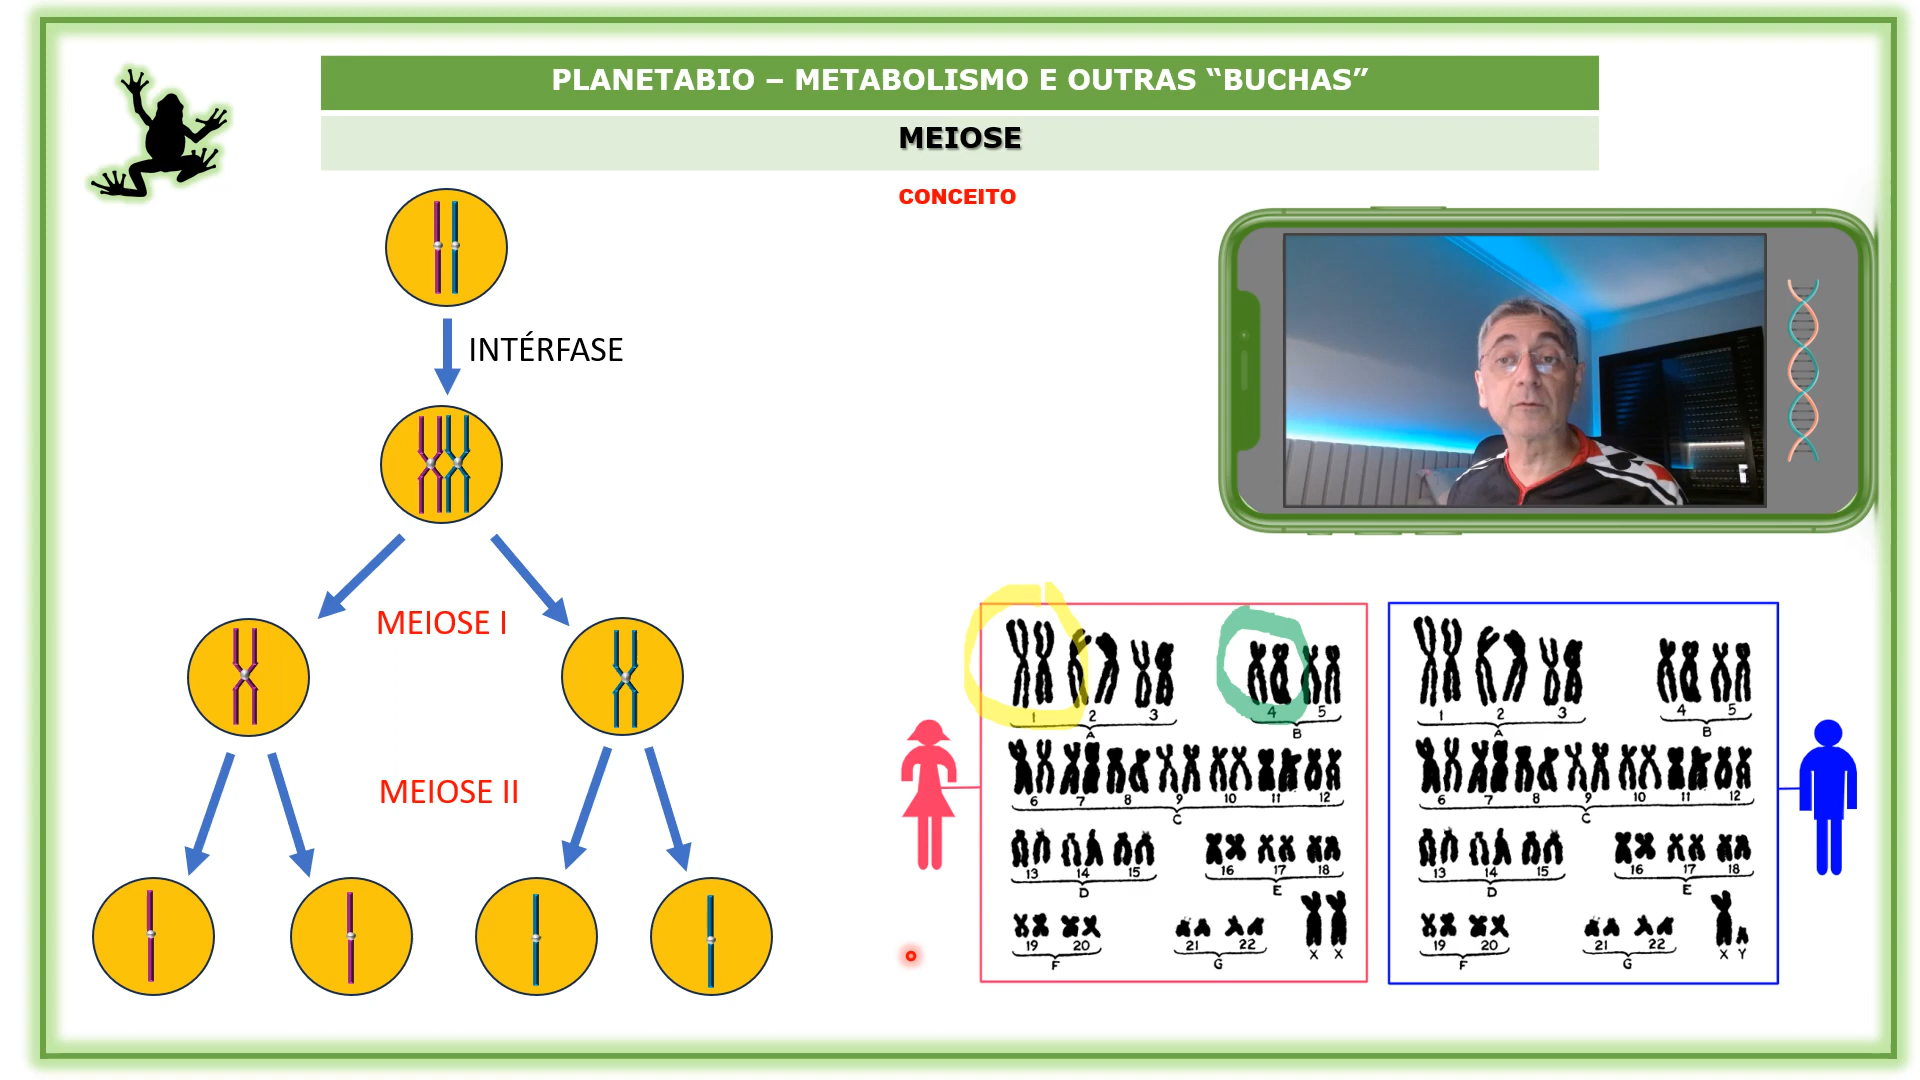 PLANETABIO – METABOLISMO E OUTRAS “BUCHAS”
MEIOSE
CONCEITO
INTÉRFASE
MEIOSE I
MEIOSE II
1 2 3 4 5
A B
6 7 8 9 10 11 12
C
13 14 15 16 17 18
D E
19 20 21 22 X X
F G
1 2 3 4 5
A B
6 7 8 9 10 11 12
C
13 14 15 16 17 18
D E
19 20 21 22 X Y
F G